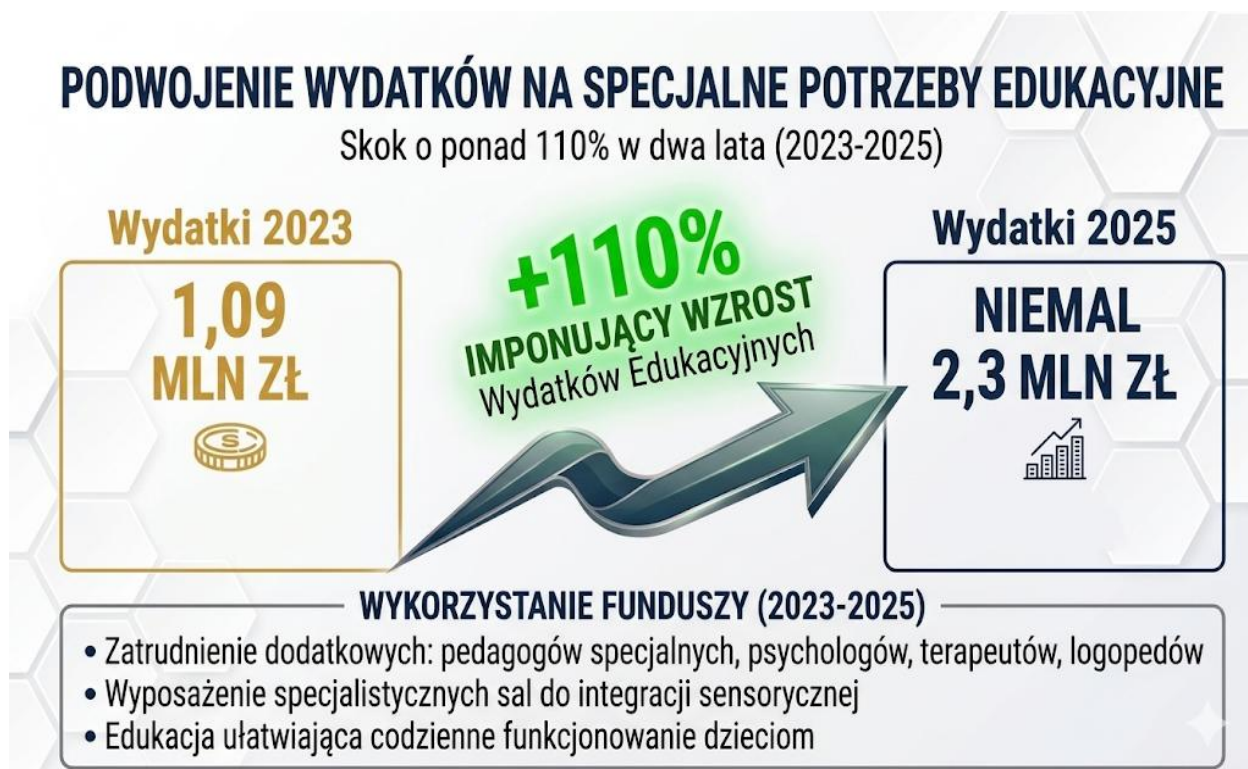 PODWOJENIE WYDATKÓW NA SPECJALNE POTRZEBY EDUKACYJNE
Skok o ponad 110% w dwa lata (2023-2025)
Wydatki 2023
1,09
MLN ZŁ
S
+110%
IMPONUJĄCY WZROST
Wydatków Edukacyjnych
Wydatki 2025
NIEMAL
2,3 MLN ZŁ
WYKORZYSTANIE FUNDUSZY (2023-2025)
• Zatrudnienie dodatkowych: pedagogów specjalnych, psychologów, terapeutów, logopedów
• Wyposażenie specjalistycznych sal do integracji sensorycznej
• Edukacja ułatwiająca codzienne funkcjonowanie dzieciom